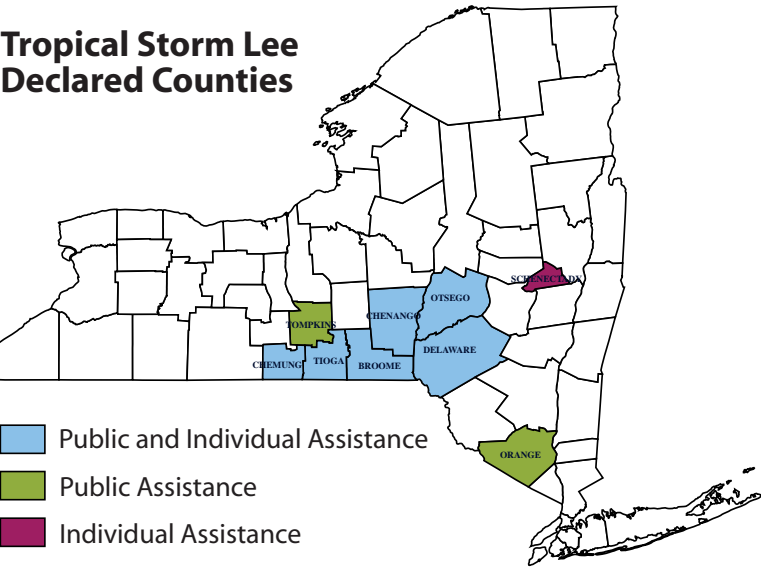 Tropical Storm Lee
Declared Counties
SCHENECTADY
OTSEGO
CHENANGO
TOMPKINS
DELAWARE
TIOGA
CHEMUNG
BROOME
Public and Individual Assistance
ORANGE
Public Assistance
Individual Assistance